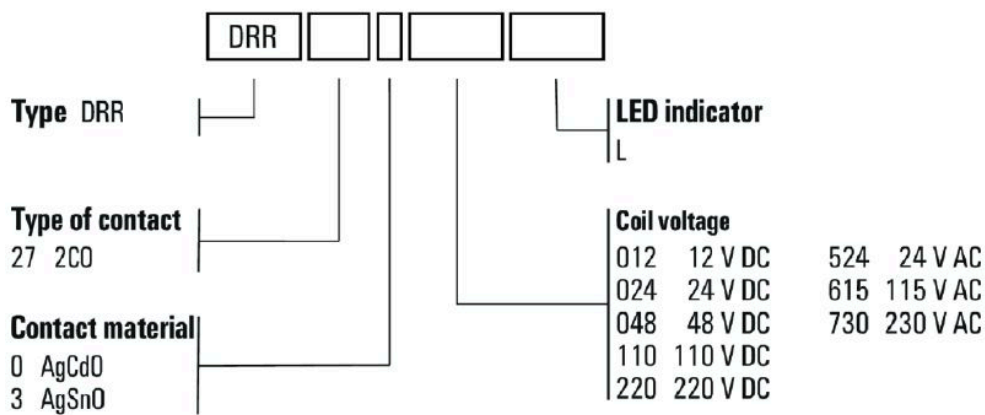 DRR
Type DRR
LED indicator
L
Type of contact
27 2CO
Contact material
0 AgCdO
3 AgSnO
Coil voltage
012 12 V DC 524 24 V AC
024 24 V DC 615 115 V AC
048 48 V DC 730 230 V AC
110 110 V DC
220 220 V DC